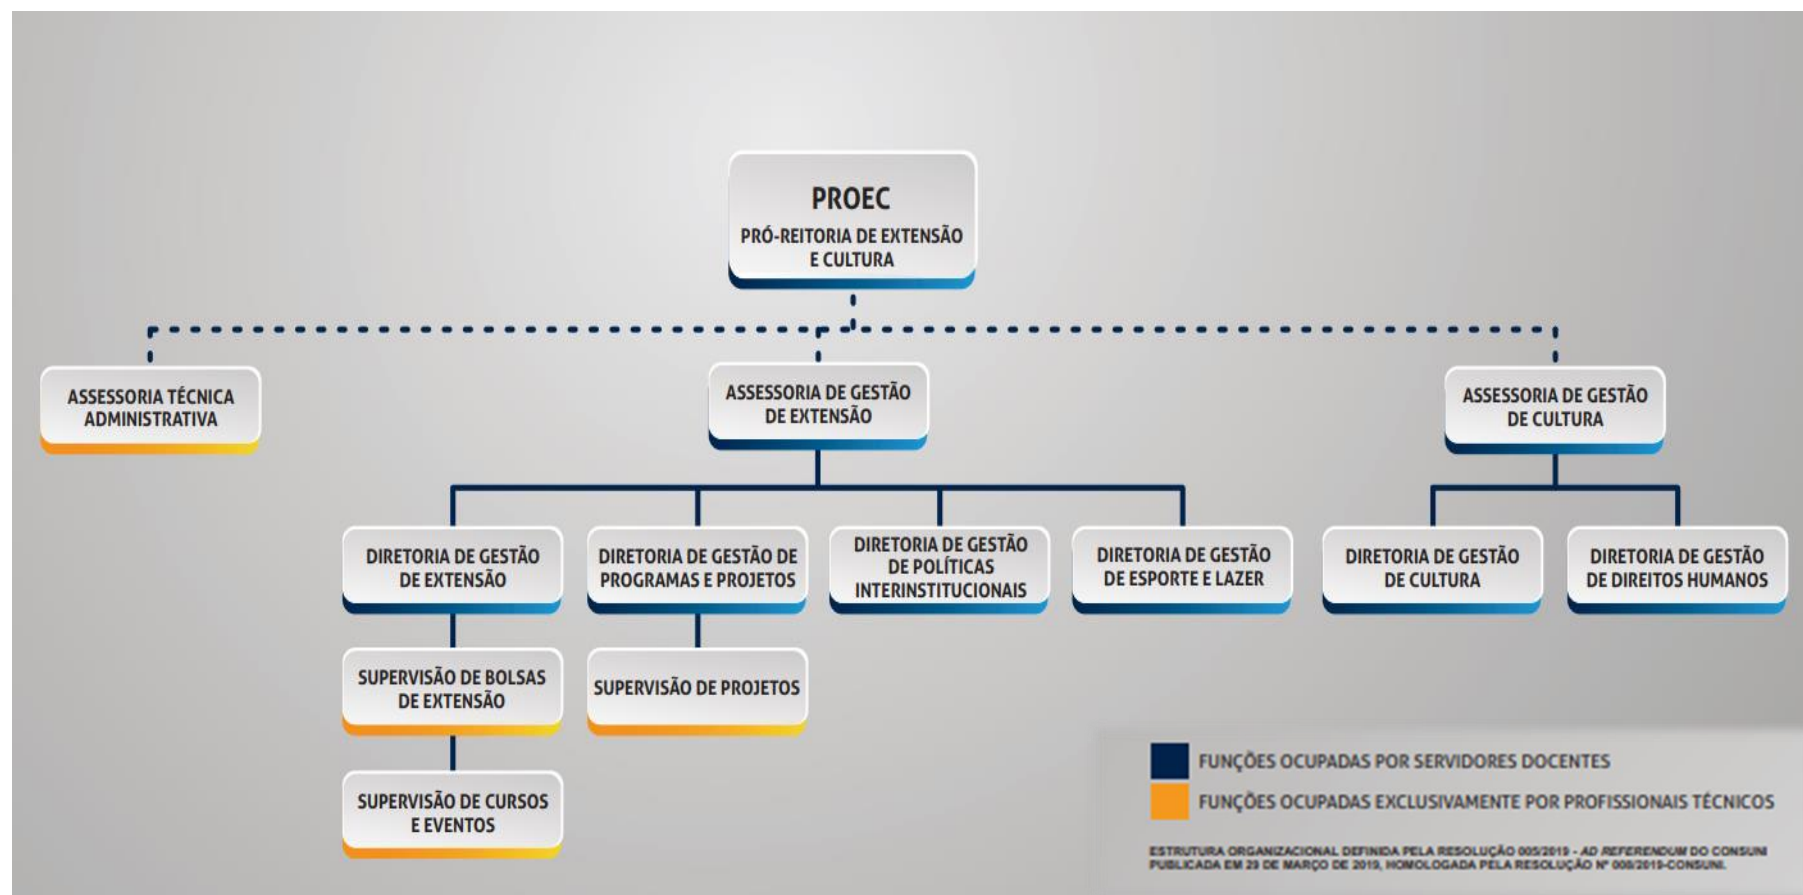 PROEC
PRÓ-REITORIA DE EXTENSÃO
E CULTURA
ASSESSORIA TÉCNICA
ADMINISTRATIVA
ASSESSORIA DE GESTÃO
DE EXTENSÃO
ASSESSORIA DE GESTÃO
DE CULTURA
DIRETORIA DE GESTÃO
DE EXTENSÃO
DIRETORIA DE GESTÃO DE
PROGRAMAS E PROJETOS
DIRETORIA DE GESTÃO
DE POLÍTICAS
INTERINSTITUCIONAIS
DIRETORIA DE GESTÃO
DE ESPORTE E LAZER
DIRETORIA DE GESTÃO
DE CULTURA
DIRETORIA DE GESTÃO
DE DIREITOS HUMANOS
SUPERVISÃO DE BOLSAS
DE EXTENSÃO
SUPERVISÃO DE PROJETOS
SUPERVISÃO DE CURSOS
E EVENTOS
FUNÇÕES OCUPADAS POR SERVIDORES DOCENTES
FUNÇÕES OCUPADAS EXCLUSIVAMENTE POR PROFISSIONAIS TÉCNICOS
ESTRUTURA ORGANIZACIONAL DEFINIDA PELA RESOLUÇÃO 005/2019 - AD REFERENDUM DO CONSUNI
PUBLICADA EM 29 DE MARÇO DE 2019, HOMOLOGADA PELA RESOLUÇÃO Nº 008/2019-CONSUNI.